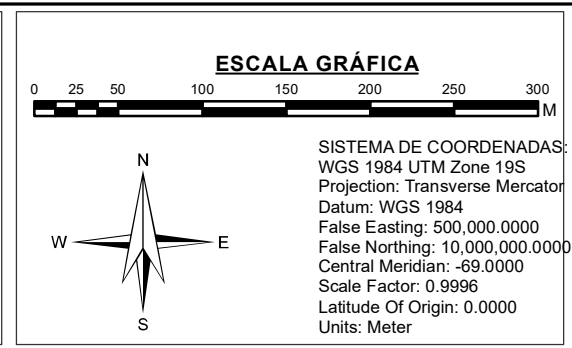 ESCALA GRÁFICA
0 25 50 100 150 200 250 300
M
N
W E
S
SISTEMA DE COORDENADAS:
WGS 1984 UTM Zone 19S
Projection: Transverse Mercator
Datum: WGS 1984
False Easting: 500,000.0000
False Northing: 10,000,000.0000
Central Meridian: -69.0000
Scale Factor: 0.9996
Latitude Of Origin: 0.0000
Units: Meter